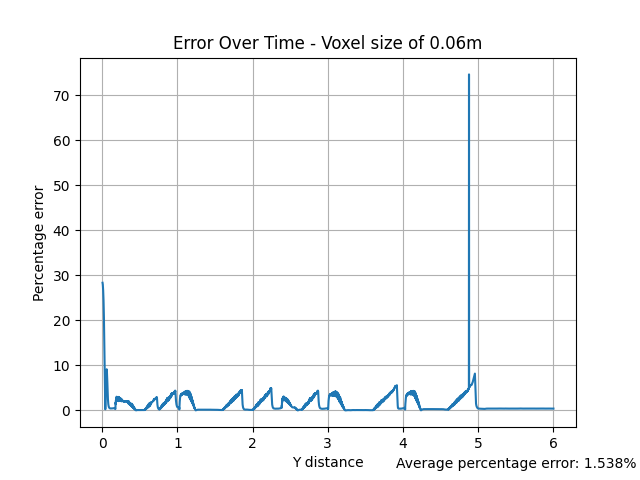 Error Over Time - Voxel size of 0.06m
Percentage error
70
60
50
40
30
20
10
0
0 1 2 3 4 5 6
Y distance
Average percentage error: 1.538%